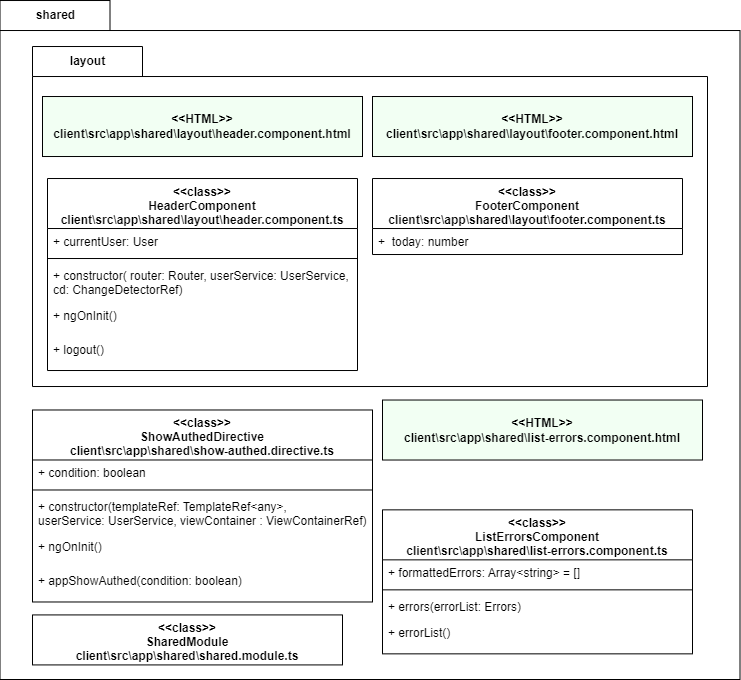 shared
layout
<<HTML>>
client\src\app\shared\layout\header.component.html
<<HTML>>
client\src\app\shared\layout\footer.component.html
<<class>>
HeaderComponent
client\src\app\shared\layout\header.component.ts
+ currentUser: User
+ constructor( router: Router, userService: UserService,
cd: ChangeDetectorRef)
+ ngOnInit()
+ logout()
<<class>>
FooterComponent
client\src\app\shared\layout\footer.component.ts
+ today: number
<<class>>
ShowAuthedDirective
client\src\app\shared\show-authed.directive.ts
+ condition: boolean
+ constructor(templateRef: TemplateRef<any>,
userService: UserService, viewContainer : ViewContainerRef)
+ ngOnInit()
+ appShowAuthed(condition: boolean)
<<HTML>>
client\src\app\shared\list-errors.component.html
<<class>>
ListErrorsComponent
client\src\app\shared\list-errors.component.ts
+ formattedErrors: Array<string> = []
+ errors(errorList: Errors)
+ errorList()
<<class>>
SharedModule
client\src\app\shared\shared.module.ts